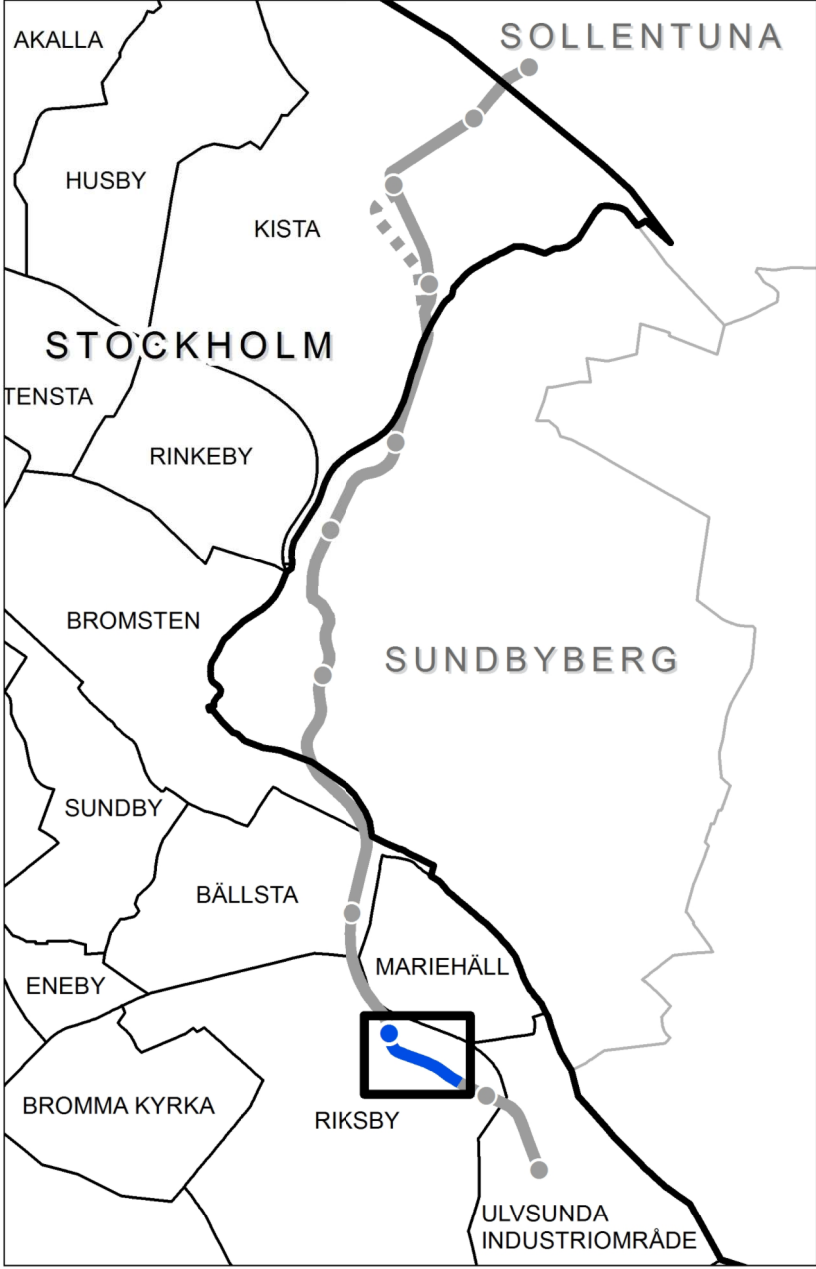 SOLLENTUNA
AKALLA
HUSBY
KISTA
STOCKHOLM
TENSTA
RINKEBY
BROMSTEN
SUNDBYBERG
SUNDBY
BÄLLSTA
MARIEHÄLL
ENEBY
BROMMA KYRKA
RIKSBY
ULVSUNDA
INDUSTRIOMRÅDE